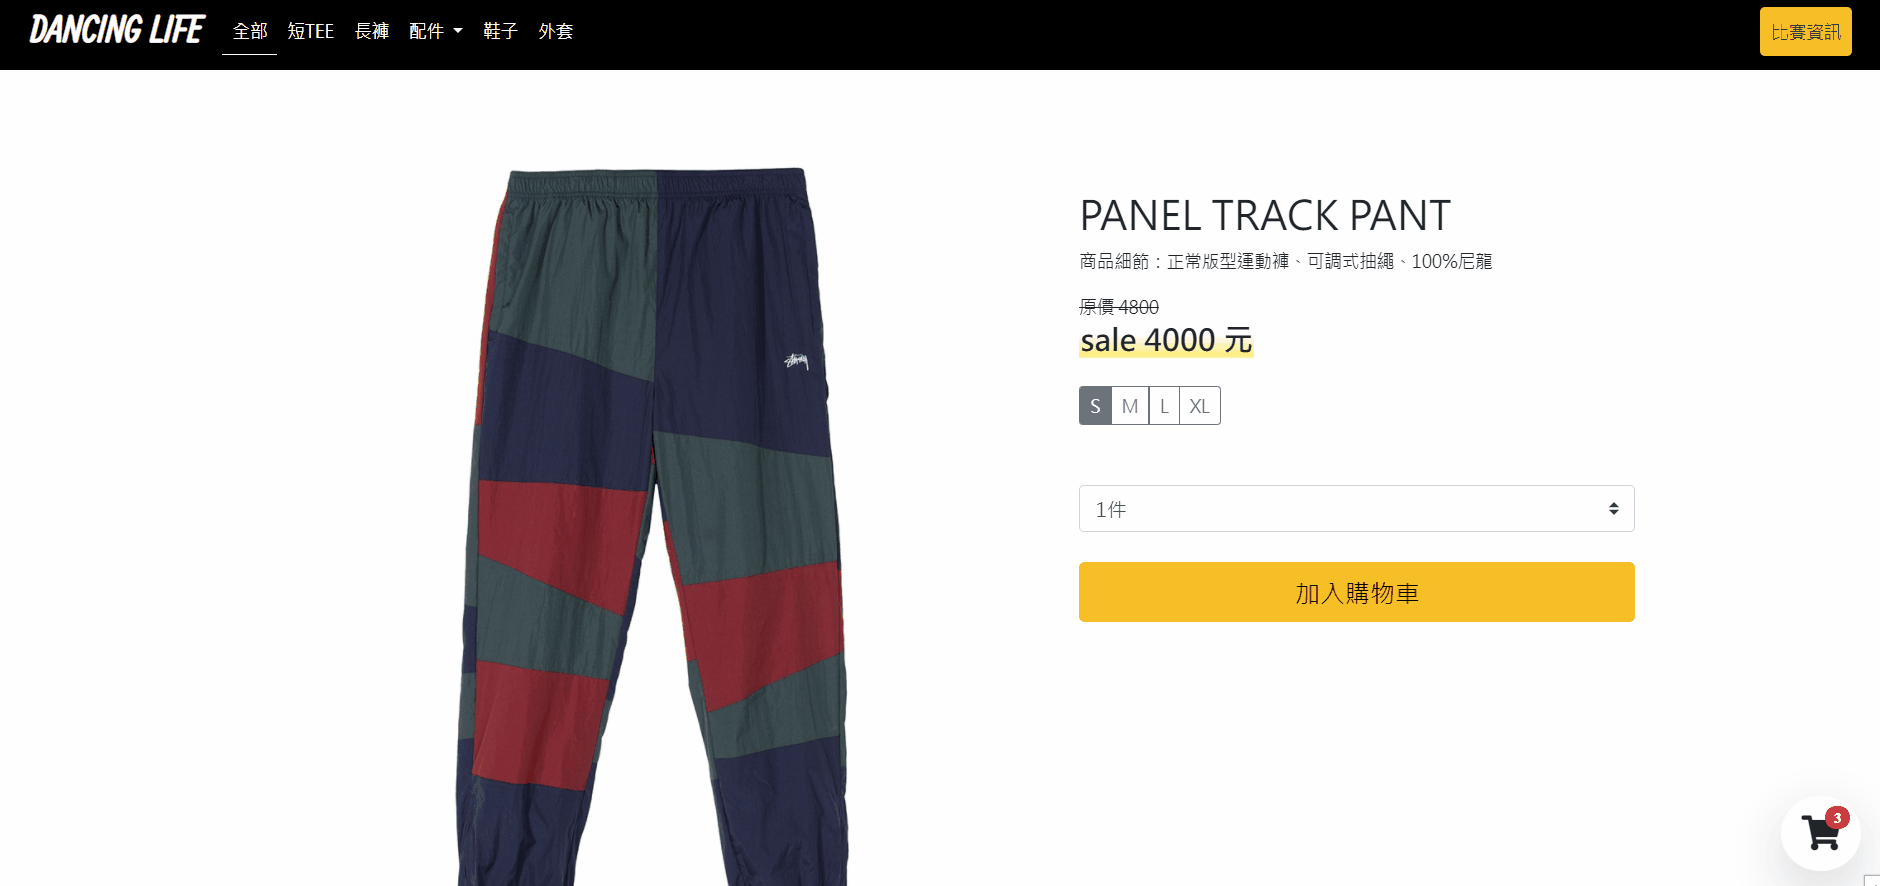 DANCING LIFE
全部 短TEE 長褲 配件 鞋子 外套
比賽資訊
PANEL TRACK PANT
商品細節：正常版型運動褲、可調式抽繩、100%尼龍
原價 4800
sale 4000 元
S M L XL
Stüssy
1件
加入購物車
3